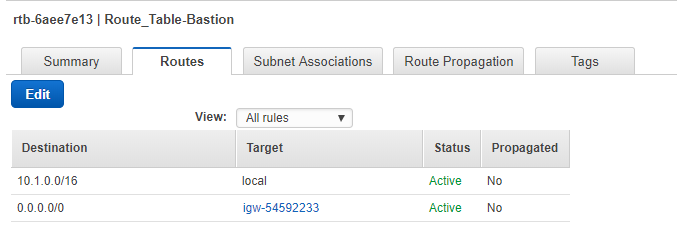 rtb-6aee7e13 | Route_Table-Bastion
Summary Routes Subnet Associations Route Propagation Tags
Edit
View: All rules
Destination Target Status Propagated
10.1.0.0/16 local Active No
0.0.0.0/0 igw-54592233 Active No